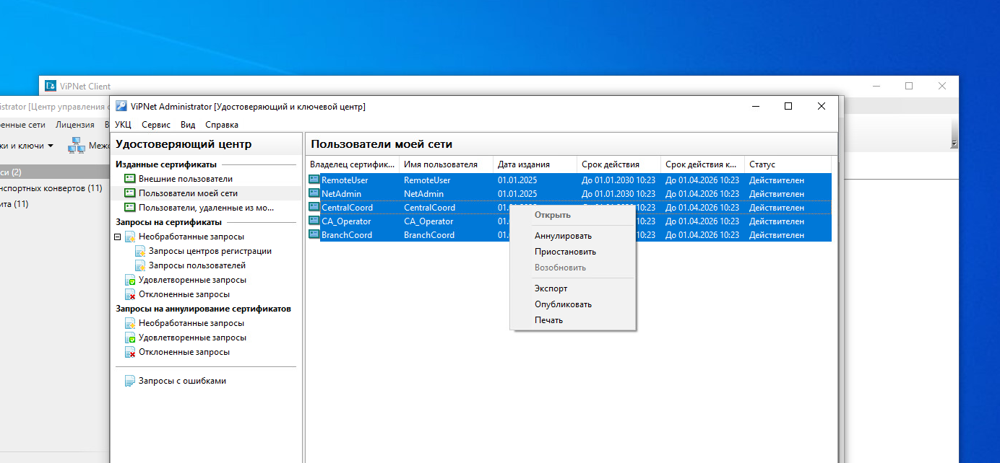 ViPNet Client
istrator [Центр управления с
енные сети Лицензия В
ки и ключи Межс
си (2)
нспортных конвертов (11)
ита (11)
ViPNet Administrator [Удостоверяющий и ключевой центр]
УКЦ Сервис Вид Справка
Удостоверяющий центр
Изданные сертификаты
Внешние пользователи
Пользователи моей сети
Пользователи, удаленные из мо...
Запросы на сертификаты
Необработанные запросы
Запросы центров регистрации
Запросы пользователей
Удовлетворенные запросы
Отклоненные запросы
Запросы на аннулирование сертификатов
Необработанные запросы
Удовлетворенные запросы
Отклоненные запросы
Запросы с ошибками
Пользователи моей сети
Владелец сертифик... Имя пользователя Дата издания Срок действия Срок действия к... Статус
RemoteUser RemoteUser 01.01.2025 До 01.01.2030 10:23 До 01.04.2026 10:23 Действителен
NetAdmin NetAdmin 01.01.2025 До 01.01.2030 10:23 До 01.04.2026 10:23 Действителен
CentralCoord CentralCoord 01. 10:23 До 01.04.2026 10:23 Действителен
CA_Operator CA_Operator 01. 10:23 До 01.04.2026 10:23 Действителен
BranchCoord BranchCoord 01. 10:23 До 01.04.2026 10:23 Действителен
Открыть
Аннулировать
Приостановить
Возобновить
Экспорт
Опубликовать
Печать